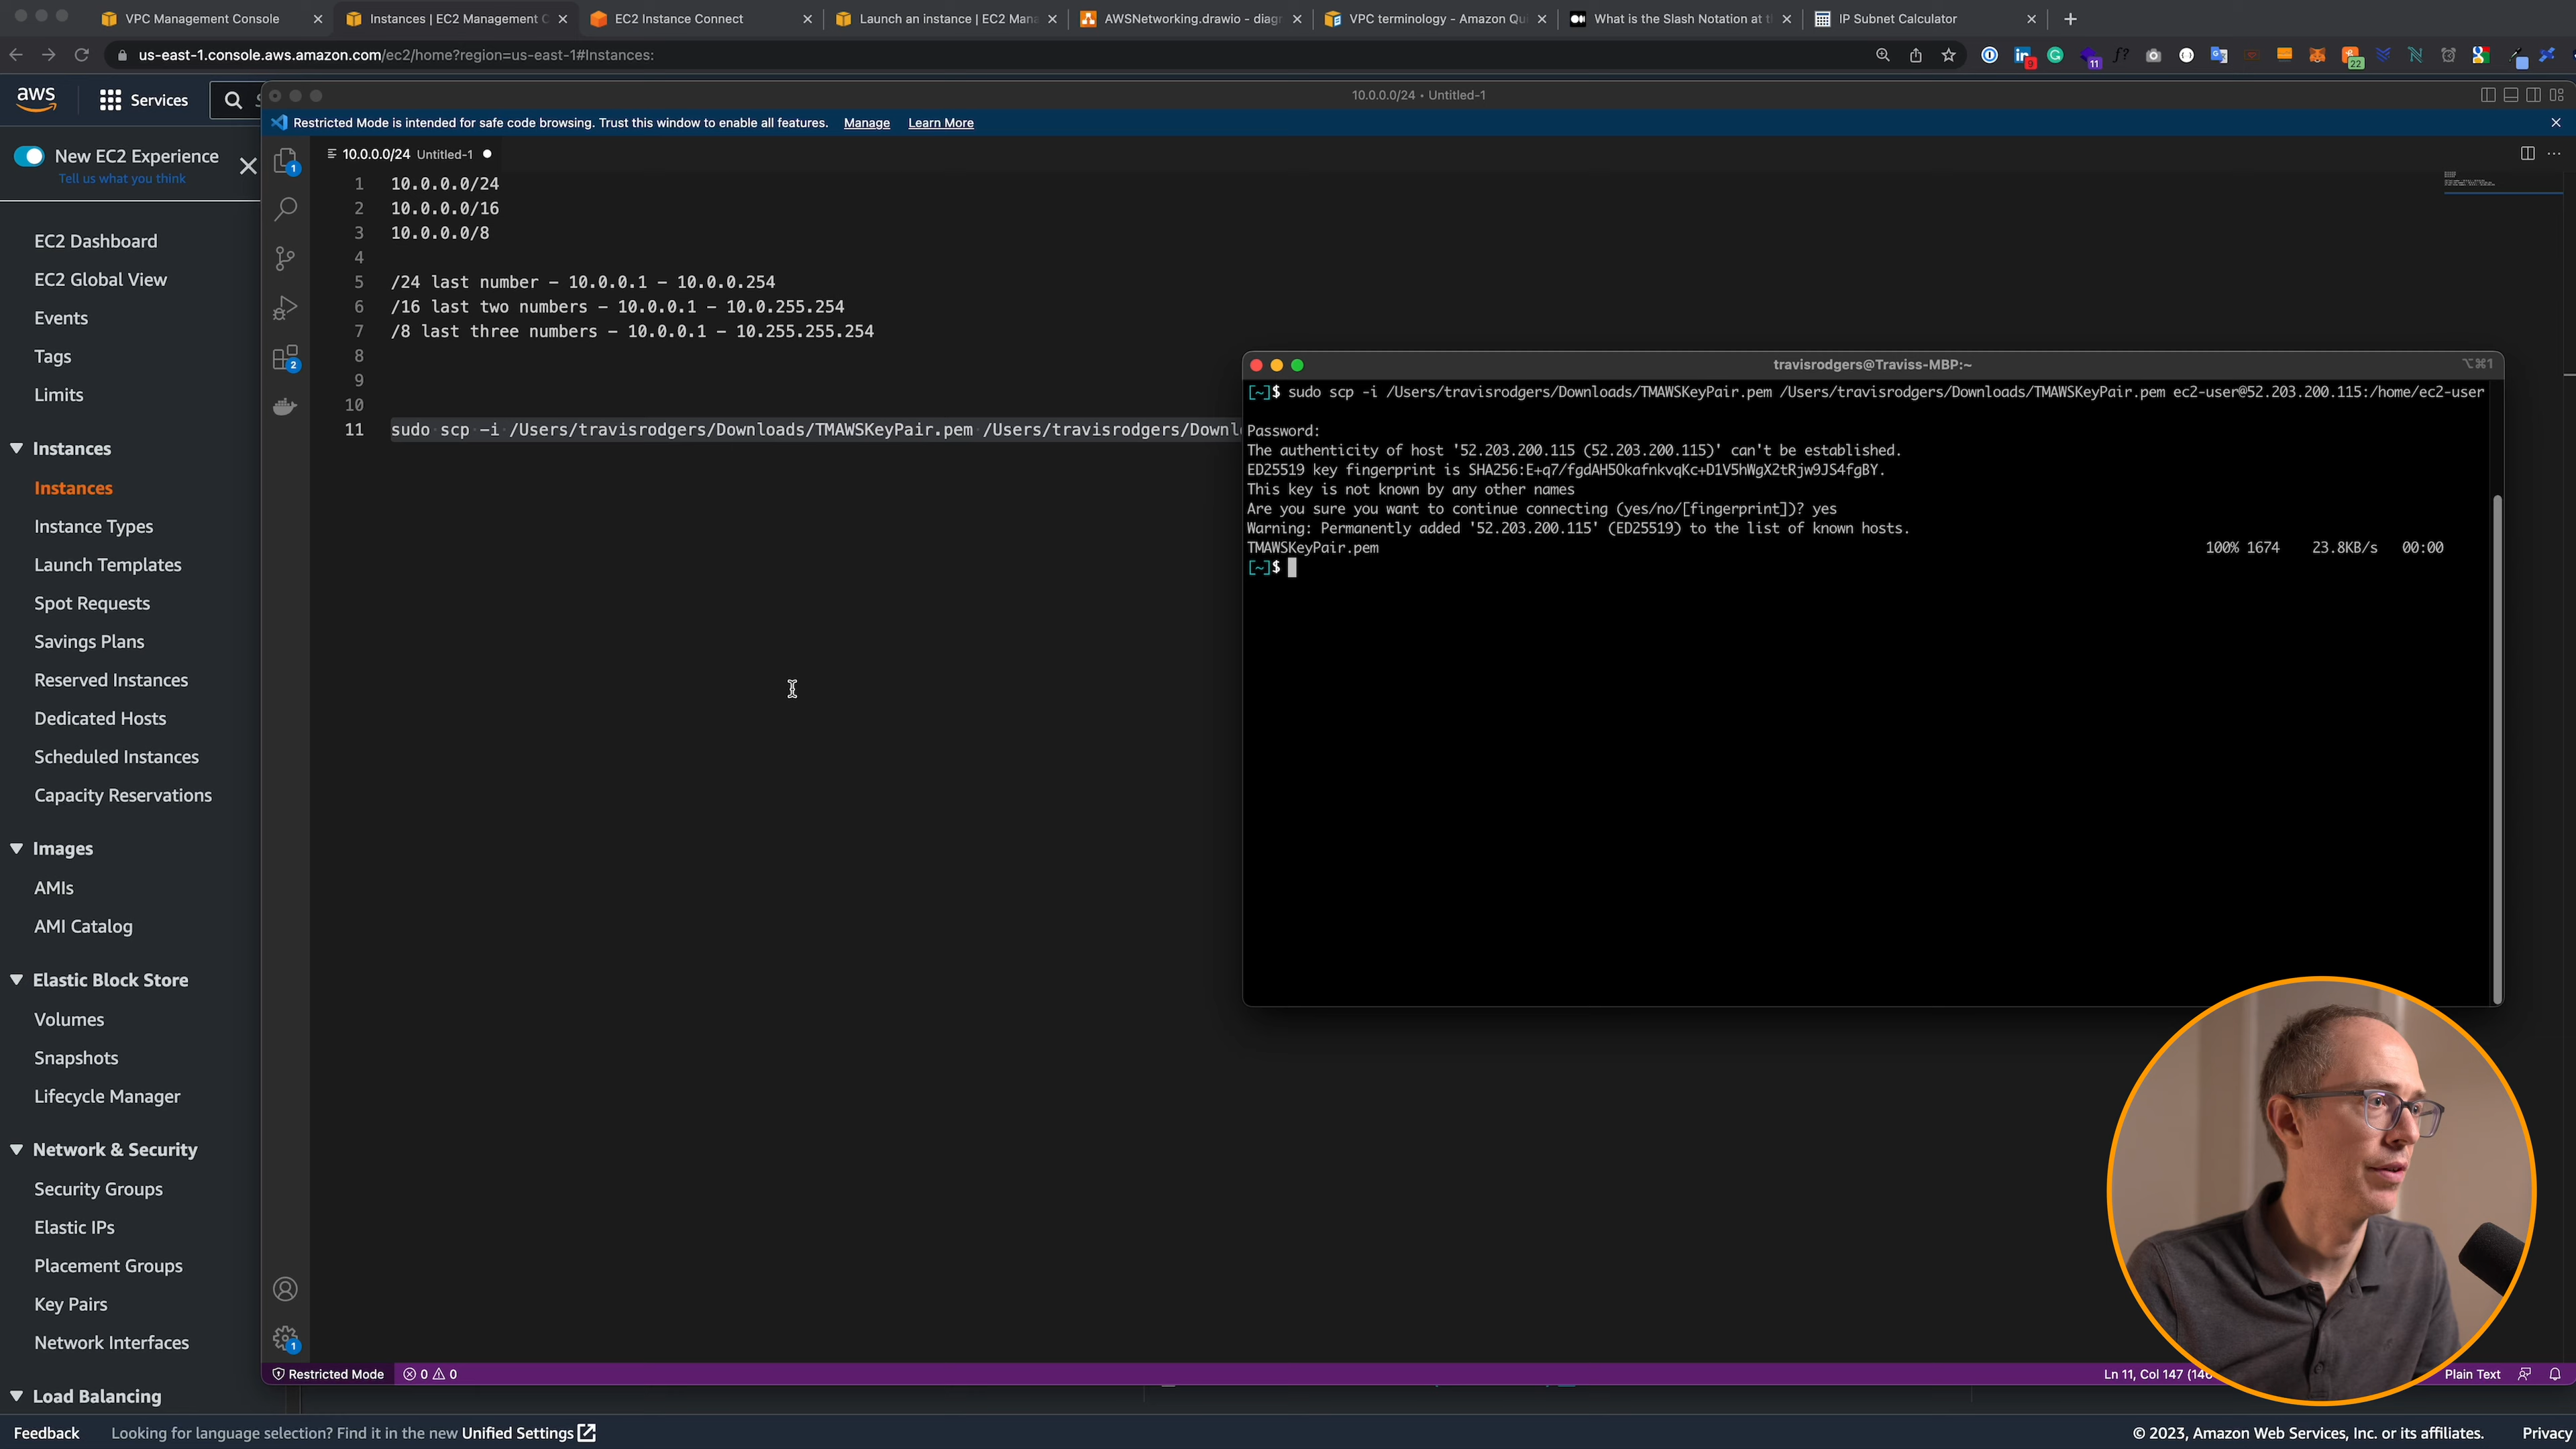 VPC Management Console
Instances | EC2 Management C
EC2 Instance Connect
Launch an instance | EC2 Mana
AWSNetworking.drawio - diag
VPC terminology - Amazon Qu
What is the Slash Notation at t
IP Subnet Calculator
us-east-1.console.aws.amazon.com/ec2/home?region=us-east-1#Instances:
9
11
22
aws
Services
10.0.0.0/24 • Untitled-1
Restricted Mode is intended for safe code browsing. Trust this window to enable all features. Manage Learn More
New EC2 Experience
Tell us what you think
EC2 Dashboard
EC2 Global View
Events
Tags
Limits
Instances
Instances
Instance Types
Launch Templates
Spot Requests
Savings Plans
Reserved Instances
Dedicated Hosts
Scheduled Instances
Capacity Reservations
Images
AMIs
AMI Catalog
Elastic Block Store
Volumes
Snapshots
Lifecycle Manager
Network & Security
Security Groups
Elastic IPs
Placement Groups
Key Pairs
Network Interfaces
Load Balancing
1
2
1
10.0.0.0/24 Untitled-1
1 10.0.0.0/24
2 10.0.0.0/16
3 10.0.0.0/8
4
5 /24 last number – 10.0.0.1 – 10.0.0.254
6 /16 last two numbers – 10.0.0.1 – 10.0.255.254
7 /8 last three numbers – 10.0.0.1 – 10.255.255.254
8
9
10
11 sudo scp –i /Users/travisrodgers/Downloads/TMAWSKeyPair.pem /Users/travisrodgers/Downl
travisrodgers@Traviss-MBP:~
⌥⌘1
[~]$ sudo scp -i /Users/travisrodgers/Downloads/TMAWSKeyPair.pem /Users/travisrodgers/Downloads/TMAWSKeyPair.pem ec2-user@52.203.200.115:/home/ec2-user
Password:
The authenticity of host '52.203.200.115 (52.203.200.115)' can't be established.
ED25519 key fingerprint is SHA256:E+q7/fgdAH5OkafnkvqKc+D1V5hWgX2tRjw9JS4fgBY.
This key is not known by any other names
Are you sure you want to continue connecting (yes/no/[fingerprint])? yes
Warning: Permanently added '52.203.200.115' (ED25519) to the list of known hosts.
TMAWSKeyPair.pem 100% 1674 23.8KB/s 00:00
[~]$
Restricted Mode 0 0
Ln 11, Col 147 (146
Plain Text
Feedback Looking for language selection? Find it in the new Unified Settings
© 2023, Amazon Web Services, Inc. or its affiliates. Privacy